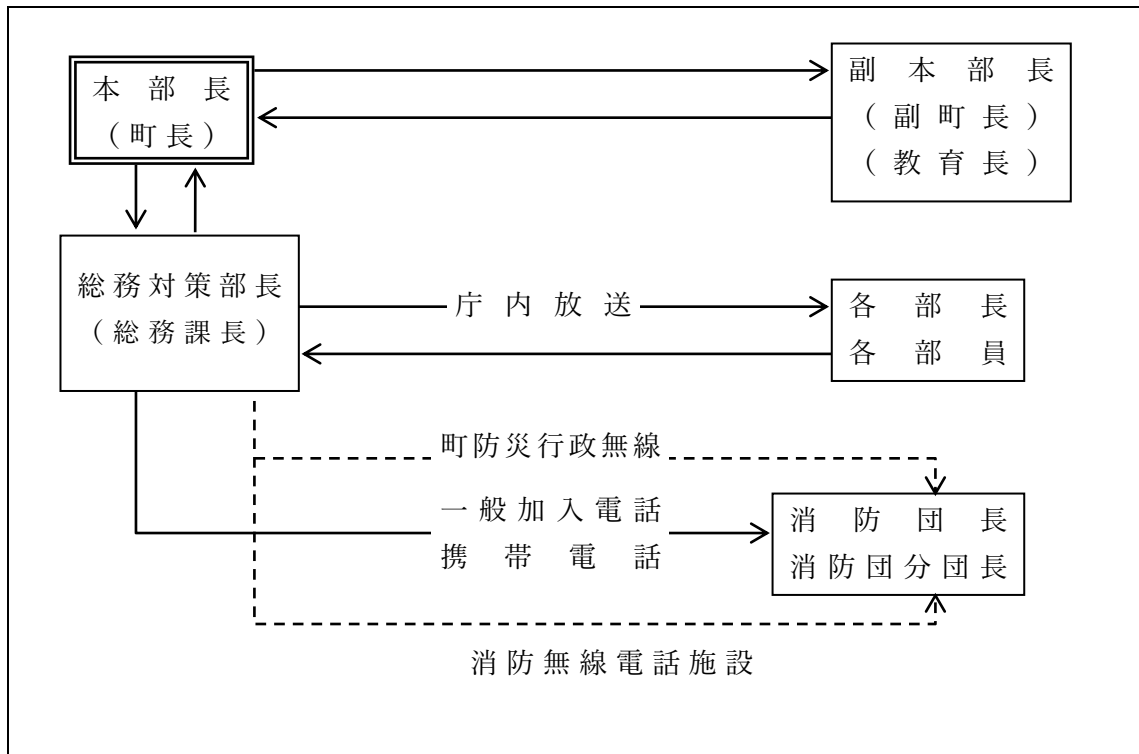 本部長
(町長)
副本部長
(副町長)
(教育長)
総務対策部長
(総務課長)
庁内放送
各部長
各部員
町防災行政無線
一般加入電話
携帯電話
消防団長
消防団分団長
消防無線電話施設